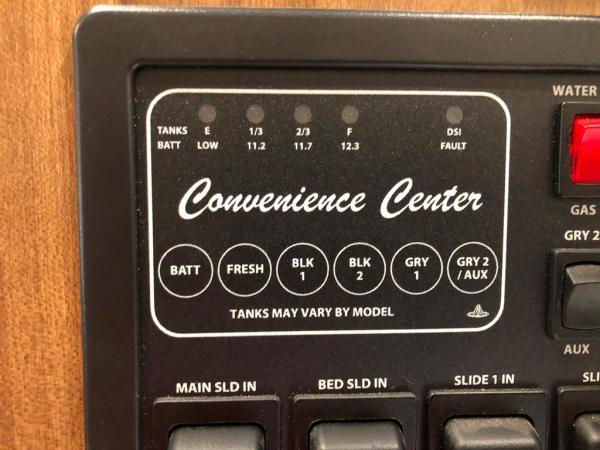 WATER
TANKS E 1/3 2/3 F DSI
BATT LOW 11.2 11.7 12.3 FAULT
Convenience Center
GAS
GRY 2
BATT FRESH BLK 1 BLK 2 GRY 1 GRY 2 / AUX
TANKS MAY VARY BY MODEL
AUX
MAIN SLD IN BED SLD IN SLIDE 1 IN